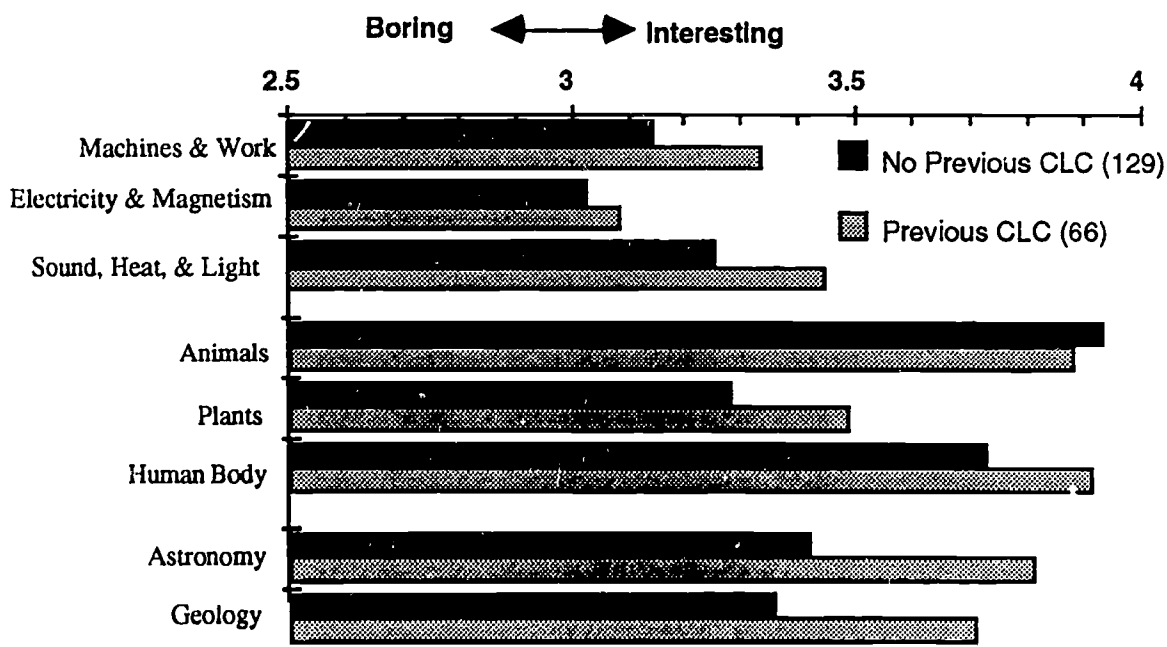 Boring Interesting
2.5 3 3.5 4
Machines & Work
No Previous CLC (129)
Electricity & Magnetism
Previous CLC (66)
Sound, Heat, & Light
Animals
Plants
Human Body
Astronomy
Geology